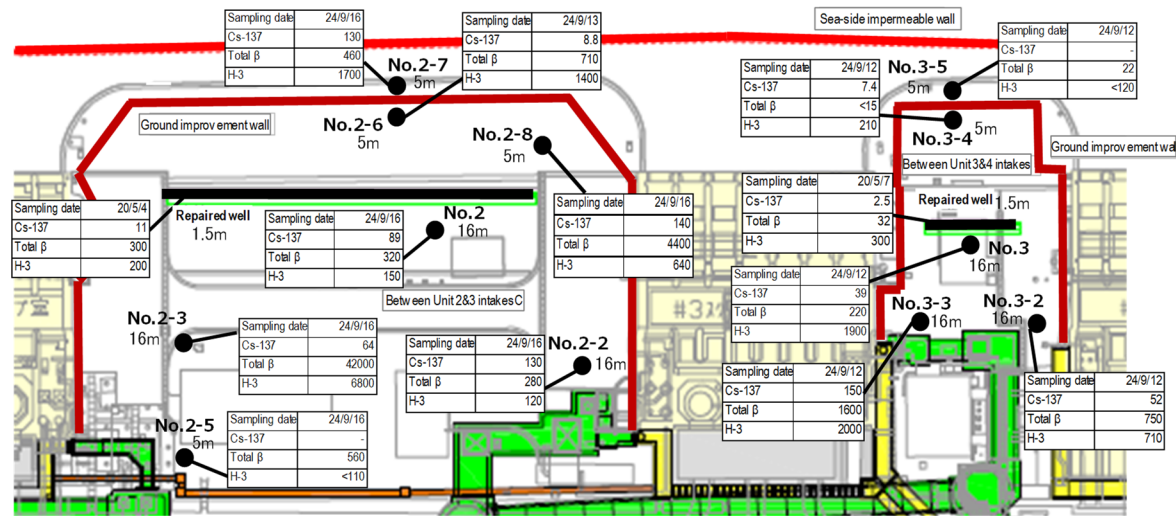 Sampling date 24/9/16
Cs-137 130
Total β 460
H-3 1700
No.2-7
5m
Sampling date 24/9/13
Cs-137 8.8
Total β 710
H-3 1400
Sea-side impermeable wall
Sampling date 24/9/12
Cs-137 -
Total β 22
H-3 <120
No.3-5
5m
Sampling date 24/9/12
Cs-137 7.4
Total β <15
H-3 210
No.3-4
5m
Ground improvement wall
No.2-6
5m
No.2-8
5m
Ground improvement wal
Between Unit 3&4 intakes
Sampling date 20/5/4
Cs-137 11
Total β 300
H-3 200
Repaired well
1.5m
Sampling date 24/9/16
Cs-137 89
Total β 320
H-3 150
No.2
16m
Sampling date 24/9/16
Cs-137 140
Total β 4400
H-3 640
Sampling date 20/5/7
Cs-137 2.5
Total β 32
H-3 300
Repaired well 1.5m
No.3
16m
Sampling date 24/9/12
Cs-137 39
Total β 220
H-3 1900
Between Unit 2&3 intakes C
#3ス
No.2-3
16m
Sampling date 24/9/16
Cs-137 64
Total β 42000
H-3 6800
Sampling date 24/9/16
Cs-137 130
Total β 280
H-3 120
No.2-2
16m
No.3-3
16m
No.3-2
16m
Sampling date 24/9/12
Cs-137 150
Total β 1600
H-3 2000
Sampling date 24/9/12
Cs-137 52
Total β 750
H-3 710
No.2-5
5m
Sampling date 24/9/16
Cs-137 -
Total β 560
H-3 <110